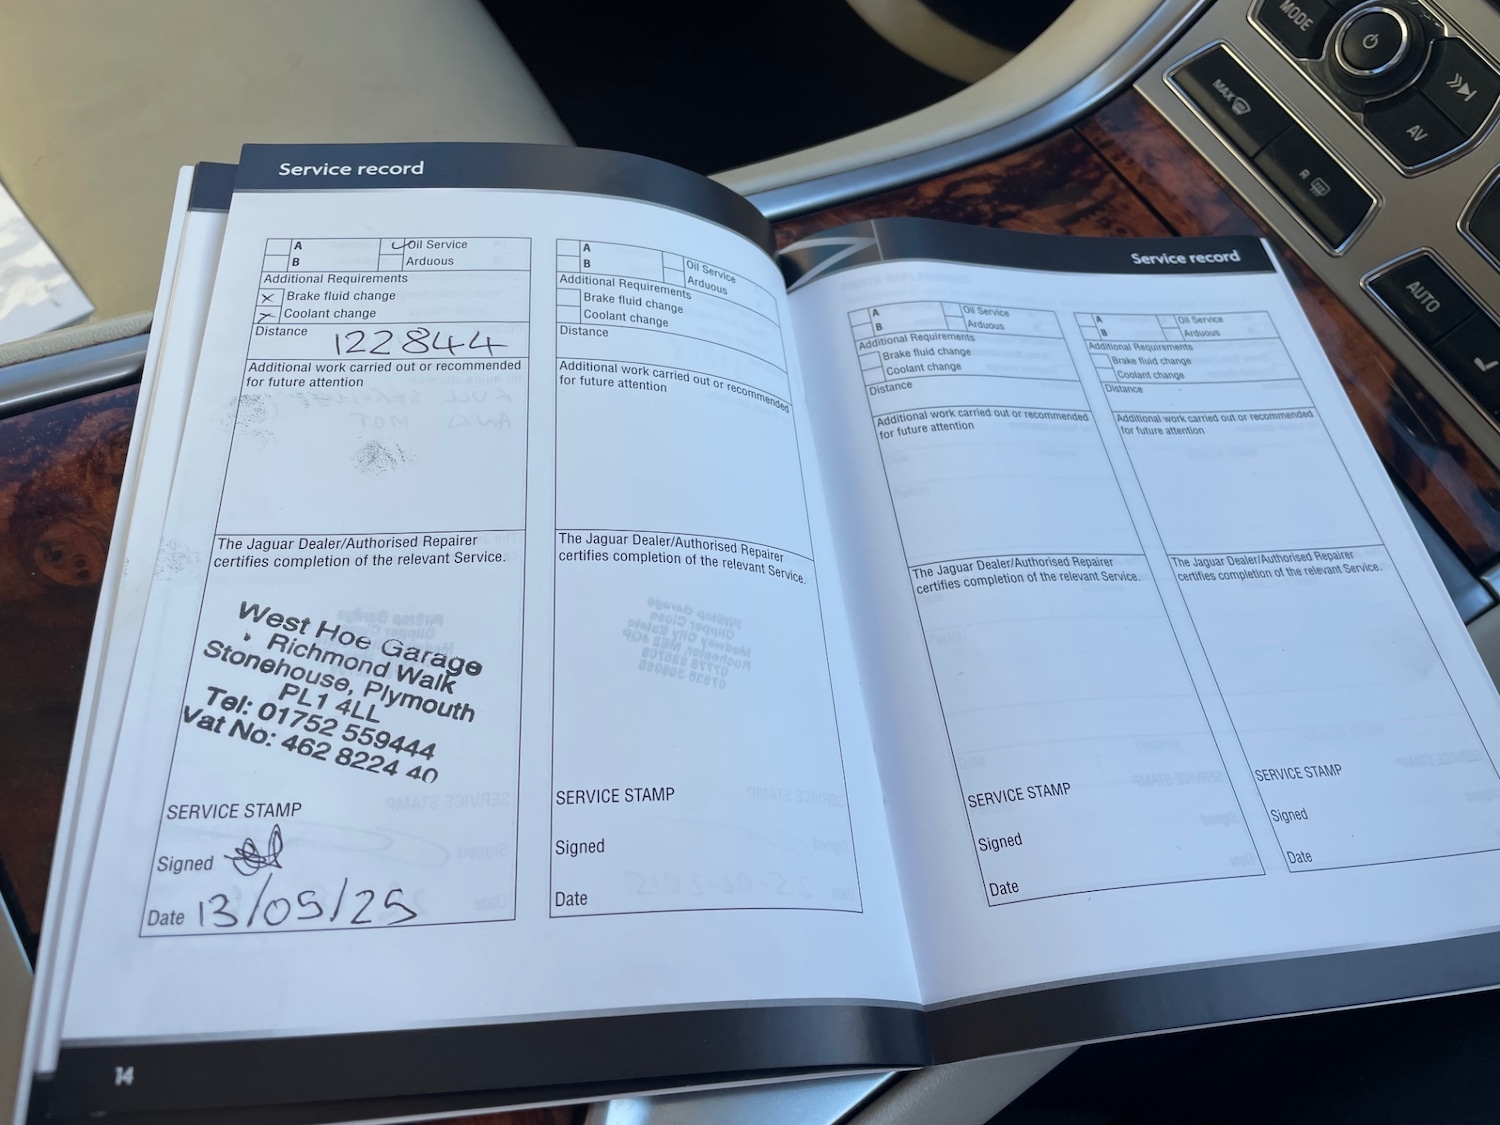 Service record
A
Oil Service
B
Arduous
Additional Requirements
Brake fluid change
Coolant change
Distance 122844
Additional work carried out or recommended
for future attention
The Jaguar Dealer/Authorised Repairer
certifies completion of the relevant Service.
West Hoe Garage
Richmond Walk
Stonehouse, Plymouth
PL1 4LL
Tel: 01752 559444
Vat No: 462 8224 40
SERVICE STAMP
Signed
Date 13/05/25
14
A
Oil Service
B
Arduous
Additional Requirements
Brake fluid change
Coolant change
Distance
Additional work carried out or recommended
for future attention
The Jaguar Dealer/Authorised Repairer
certifies completion of the relevant Service.
SERVICE STAMP
Signed
Date
Service record
A
Oil Service
B
Arduous
Additional Requirements
Brake fluid change
Coolant change
Distance
Additional work carried out or recommended
for future attention
The Jaguar Dealer/Authorised Repairer
certifies completion of the relevant Service.
SERVICE STAMP
Signed
Date
A
Oil Service
B
Arduous
Additional Requirements
Brake fluid change
Coolant change
Distance
Additional work carried out or recommended
for future attention
The Jaguar Dealer/Authorised Repairer
certifies completion of the relevant Service.
SERVICE STAMP
Signed
Date
MODE
MAX
AV
R
AUTO